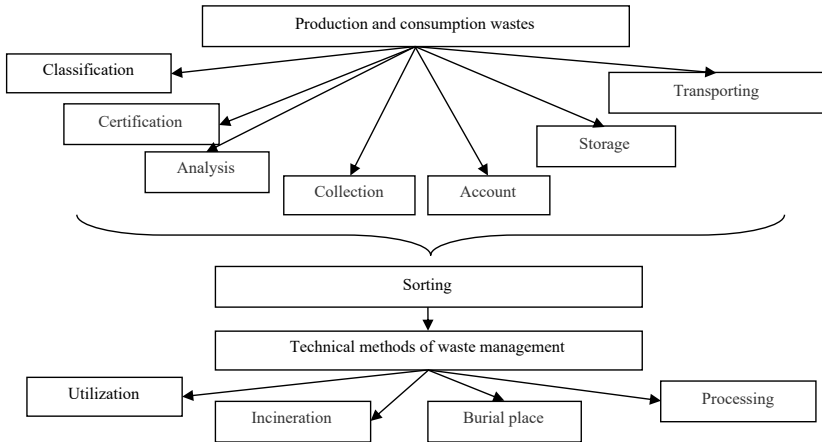 Production and consumption wastes
Classification
Transporting
Certification
Storage
Analysis
Collection
Account
Sorting
Technical methods of waste management
Utilization
Processing
Incineration
Burial place